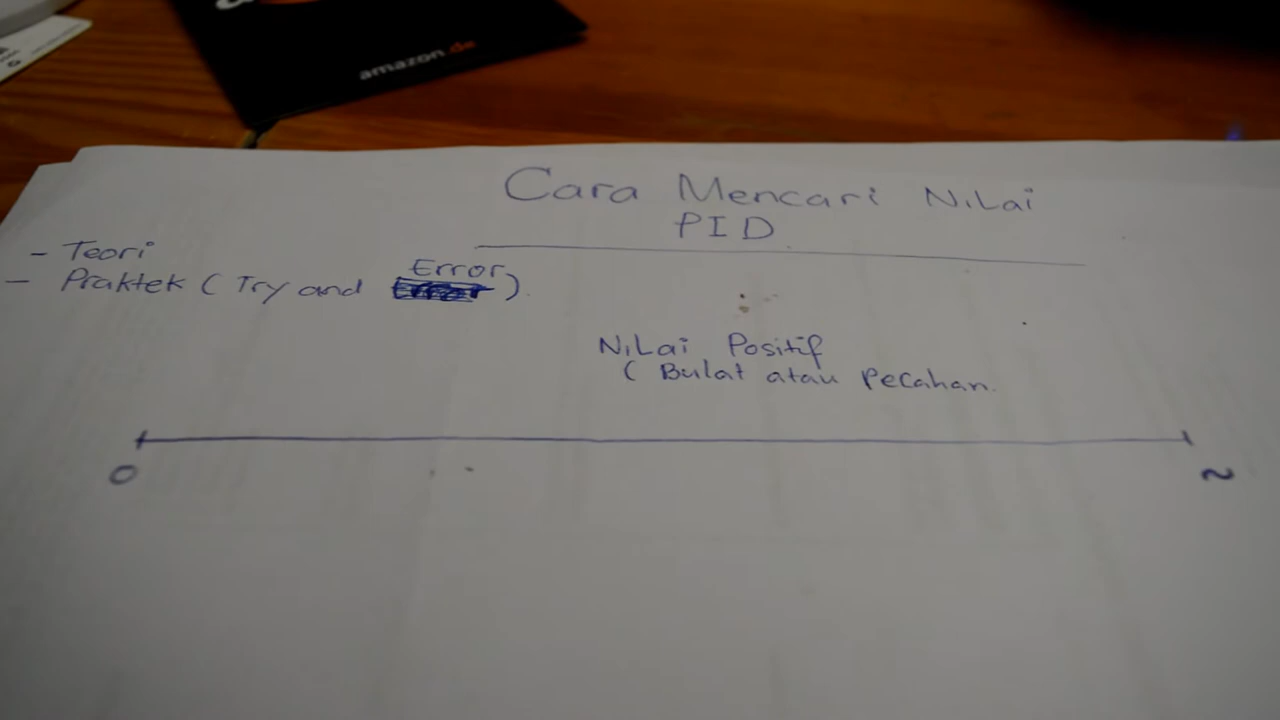 amazon.de
Cara Mencari Nilai
PID
- Teori
- Praktek (Try and Error)
Nilai Positif
( Bulat atau Pecahan.
0 ~